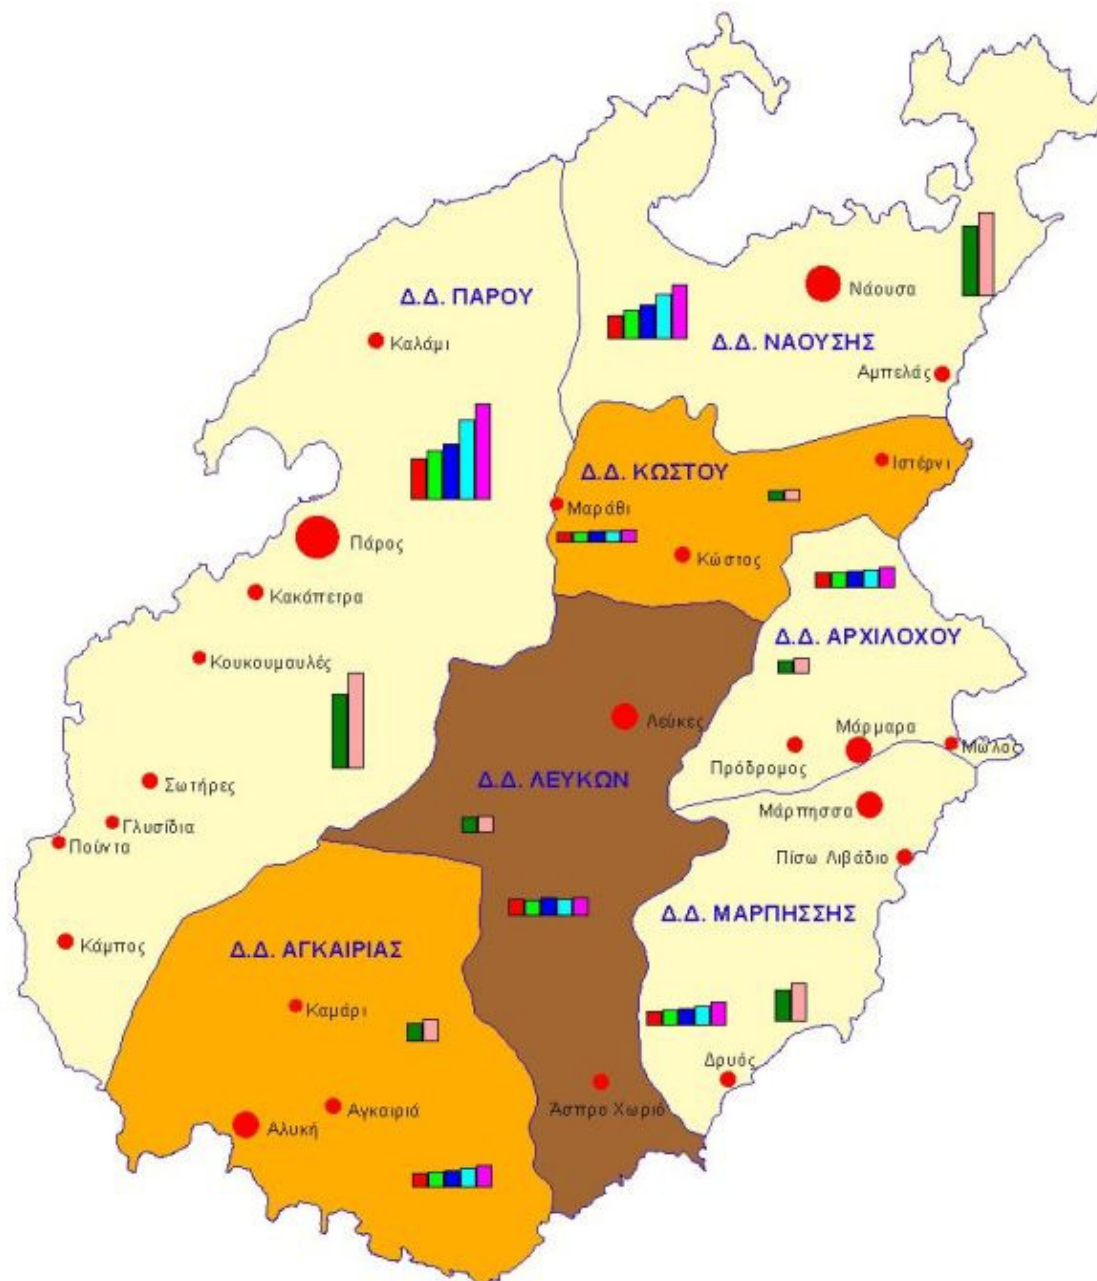 Δ.Δ. ΠΑΡΟΥ
Νάουσα
Δ.Δ. ΝΑΟΥΣΗΣ
Καλάμι
Αμπελάς
Ιστέρνι
Δ.Δ. ΚΩΣΤΟΥ
Μαράθι
Πάρος
Κώστος
Κακάπετρα
Δ.Δ. ΑΡΧΙΛΟΧΟΥ
Κουκουμαυλές
Λεύκες
Μάρμαρα
Μώλος
Πρόδρομος
Δ.Δ. ΛΕΥΚΩΝ
Σωτήρες
Μάρπησσα
Γλυσίδια
Πούντα
Πίσω Λιβάδιο
Δ.Δ. ΜΑΡΠΗΣΣΗΣ
Κάμπος
Δ.Δ. ΑΓΚΑΙΡΙΑΣ
Καμάρι
Δρυός
Αγκαιριά
Άσπρο Χωριό
Αλυκή